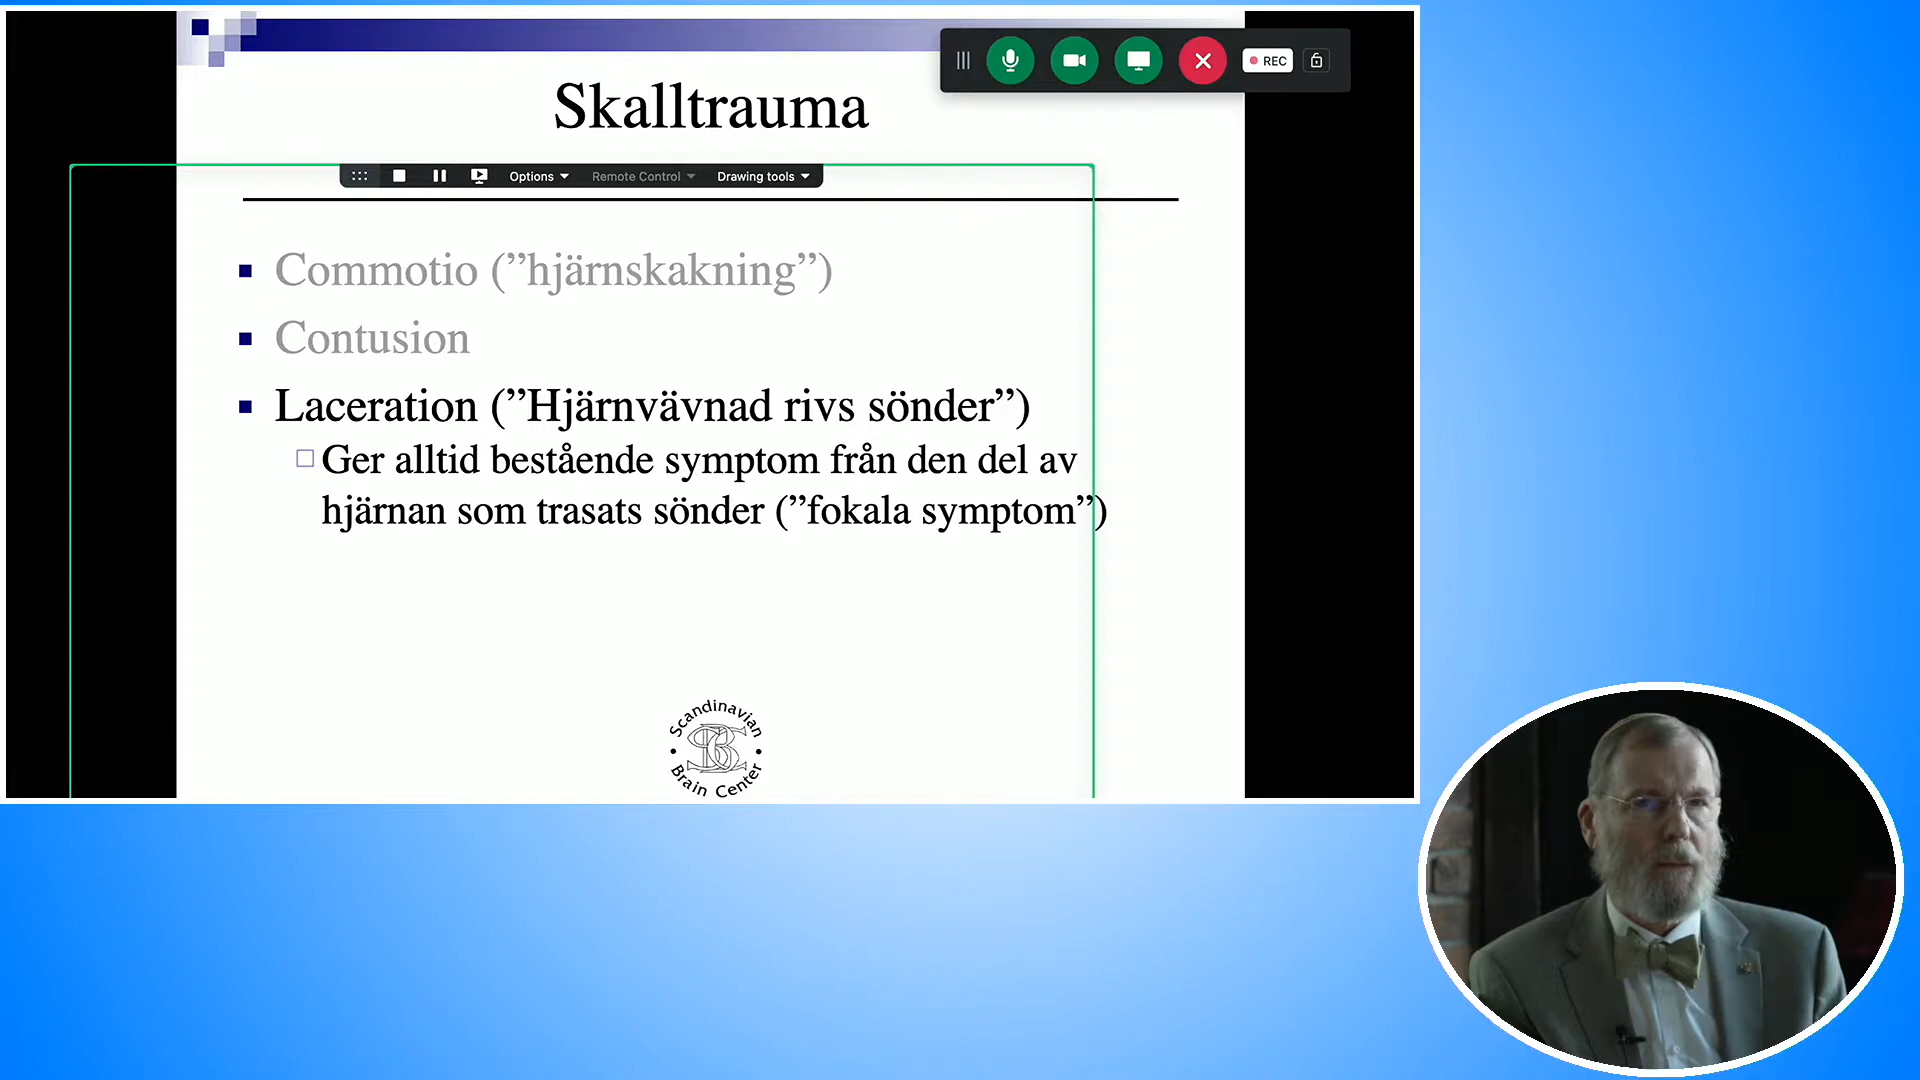 Skalltrauma
REC
Options
Remote Control
Drawing tools
Commotio (”hjärnskakning”)
Contusion
Laceration (”Hjärnvävnad rivs sönder”)
Ger alltid bestående symptom från den del av
hjärnan som trasats sönder (”fokala symptom”)
Scandinavian
SBC
Brain Center